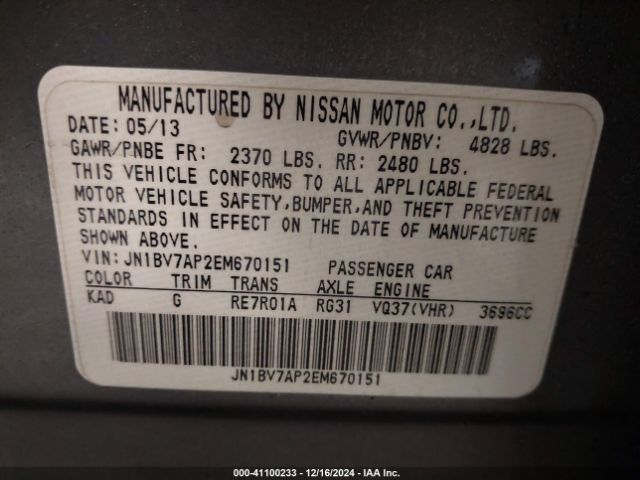 MANUFACTURED BY NISSAN MOTOR CO.,LTD.
DATE: 05/13 GVWR/PNBV: 4828 LBS.
GAWR/PNBE FR: 2370 LBS. RR: 2480 LBS.
THIS VEHICLE CONFORMS TO ALL APPLICABLE FEDERAL
MOTOR VEHICLE SAFETY,BUMPER,AND THEFT PREVENTION
STANDARDS IN EFFECT ON THE DATE OF MANUFACTURE
SHOWN ABOVE.
VIN: JN1BV7AP2EM670151 PASSENGER CAR
COLOR TRIM TRANS AXLE ENGINE
KAD G RE7R01A RG31 VQ37(VHR) 3696CC
JN1BV7AP2EM670151
000-41100233 - 12/16/2024 - IAA Inc.